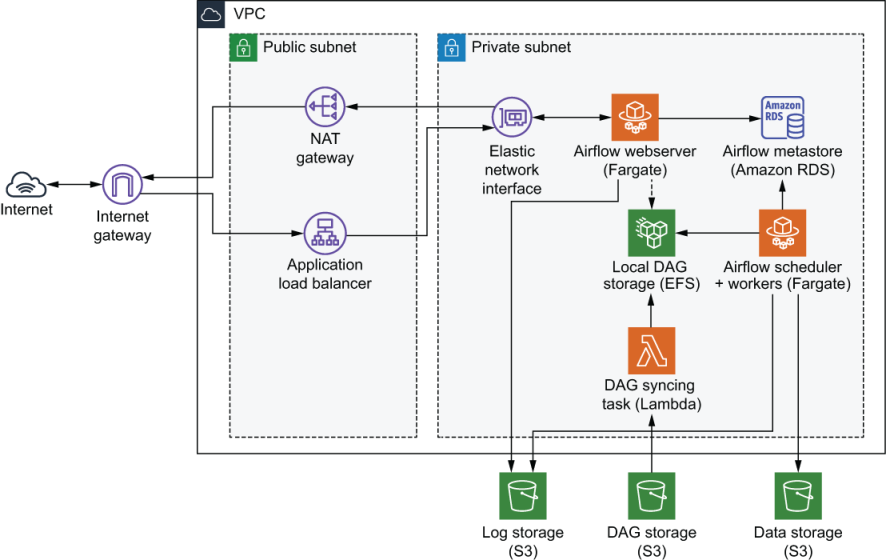 VPC
Public subnet
Private subnet
NAT
gateway
Elastic
network
interface
Airflow webserver
(Fargate)
Amazon
RDS
Airflow metastore
(Amazon RDS)
Internet
Internet
gateway
Application
load balancer
Local DAG
storage (EFS)
Airflow scheduler
+ workers (Fargate)
DAG syncing
task (Lambda)
Log storage
(S3)
DAG storage
(S3)
Data storage
(S3)